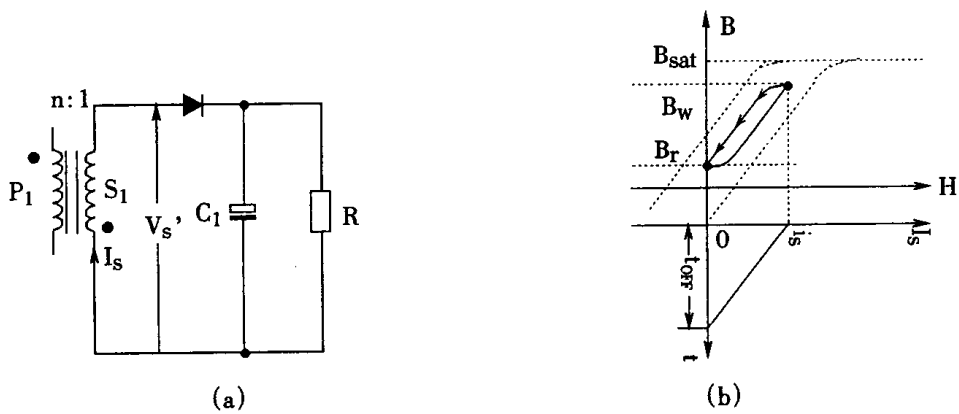 n: 1
P1
S1
Is
Vs'
C1
R
(a)
B
Bsat
Bw
Br
H
0
is
Is
tOFF
t
(b)